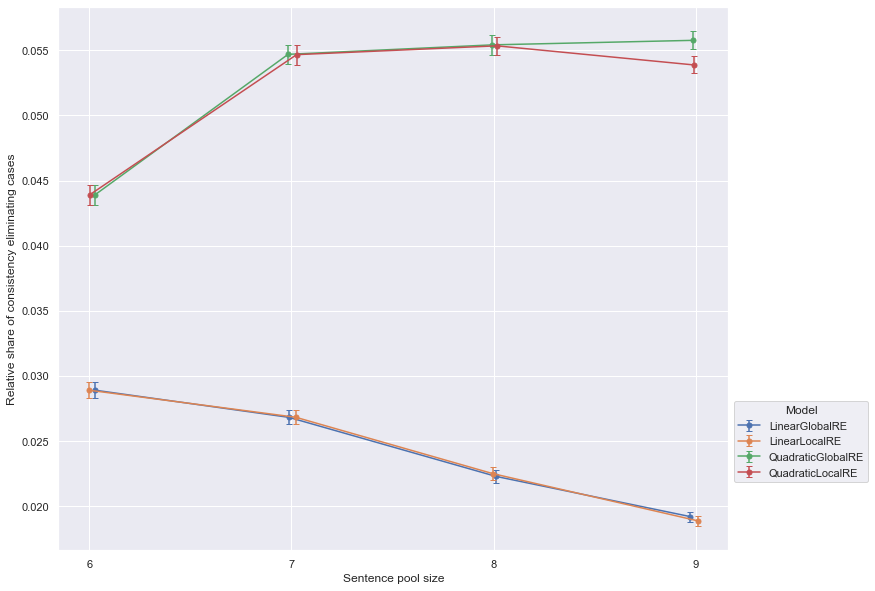 Relative share of consistency eliminating cases
0.055
0.050
0.045
0.040
0.035
0.030
0.025
0.020
6
7
8
9
Sentence pool size
Model
LinearGlobalRE
LinearLocalRE
QuadraticGlobalRE
QuadraticLocalRE